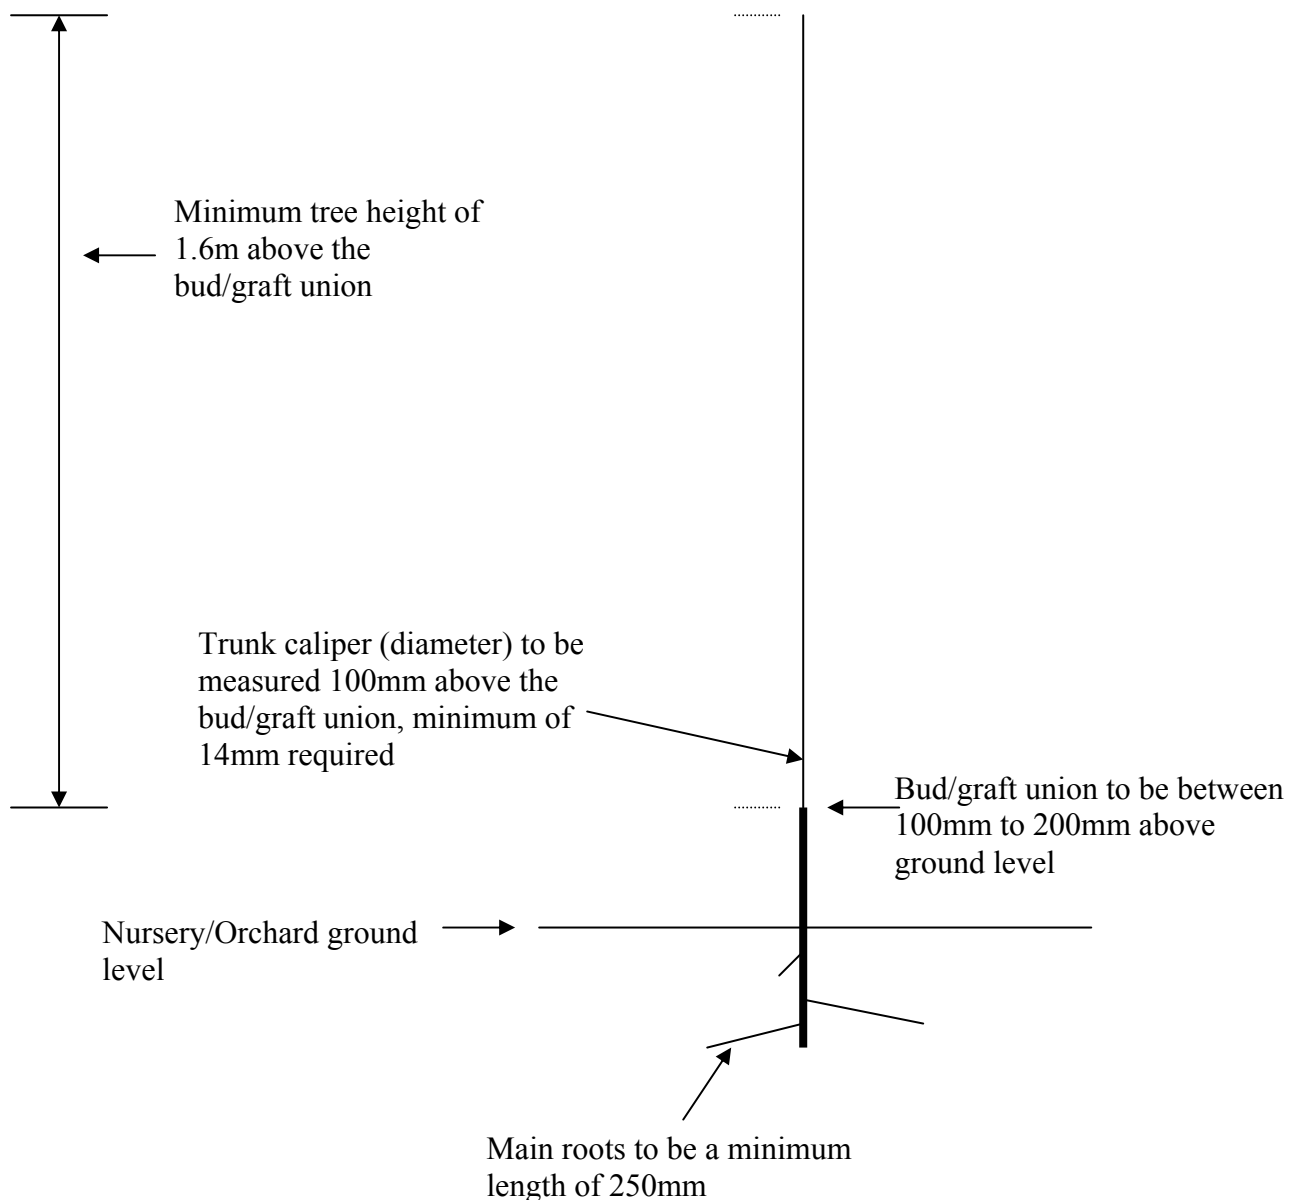 Minimum tree height of
1.6m above the
bud/graft union
Trunk caliper (diameter) to be
measured 100mm above the
bud/graft union, minimum of
14mm required
Bud/graft union to be between
100mm to 200mm above
ground level
Nursery/Orchard ground
level
Main roots to be a minimum
length of 250mm